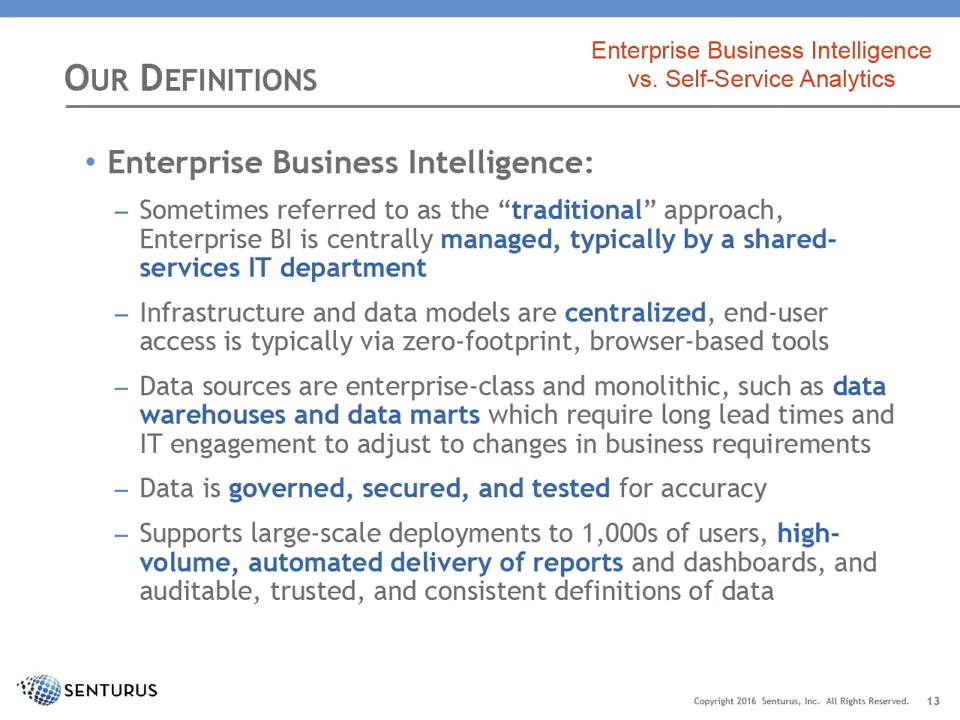 Enterprise Business Intelligence
vs. Self-Service Analytics
OUR DEFINITIONS
• Enterprise Business Intelligence:
– Sometimes referred to as the “traditional” approach,
Enterprise BI is centrally managed, typically by a shared-
services IT department
– Infrastructure and data models are centralized, end-user
access is typically via zero-footprint, browser-based tools
– Data sources are enterprise-class and monolithic, such as data
warehouses and data marts which require long lead times and
IT engagement to adjust to changes in business requirements
– Data is governed, secured, and tested for accuracy
– Supports large-scale deployments to 1,000s of users, high-
volume, automated delivery of reports and dashboards, and
auditable, trusted, and consistent definitions of data
SENTURUS
Copyright 2016 Senturus, Inc. All Rights Reserved. 13